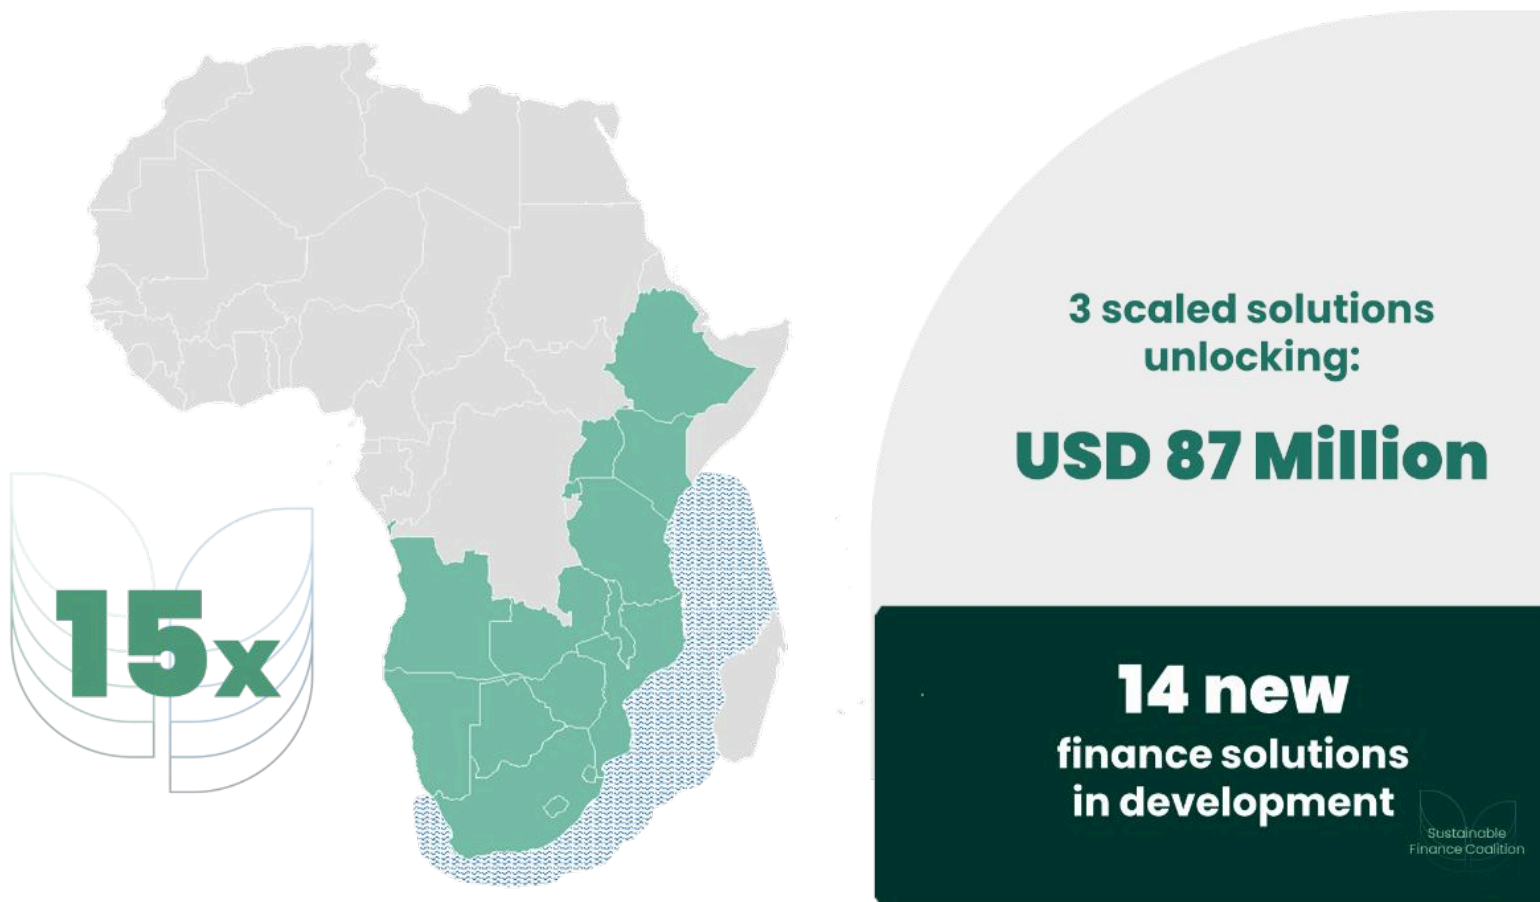 15x
3 scaled solutions
unlocking:
USD 87 Million
14 new
finance solutions
in development
Sustainable
Finance Coalition